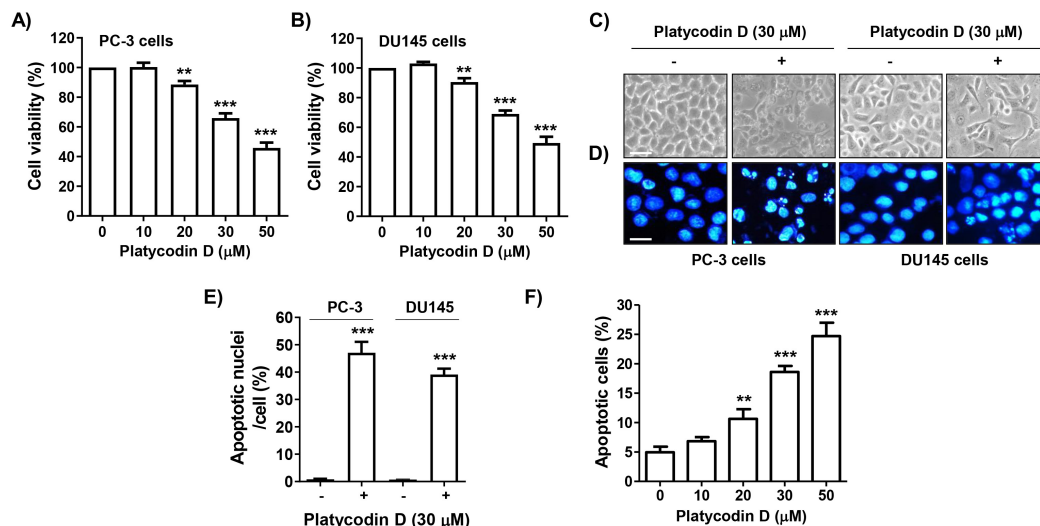 A)
PC-3 cells
Cell viability (%)
120
100
80
60
40
20
0
**
***
***
0 10 20 30 50
Platycodin D (μM)
B)
DU145 cells
Cell viability (%)
120
100
80
60
40
20
0
**
***
***
0 10 20 30 50
Platycodin D (μM)
C)
Platycodin D (30 μM) Platycodin D (30 μM)
- + - +
D)
PC-3 cells DU145 cells
E)
PC-3 DU145
Apoptotic nuclei
/cell (%)
60
50
40
30
20
10
0
***
***
- + - +
Platycodin D (30 μM)
F)
Apoptotic cells (%)
30
25
20
15
10
5
0
**
***
***
0 10 20 30 50
Platycodin D (μM)